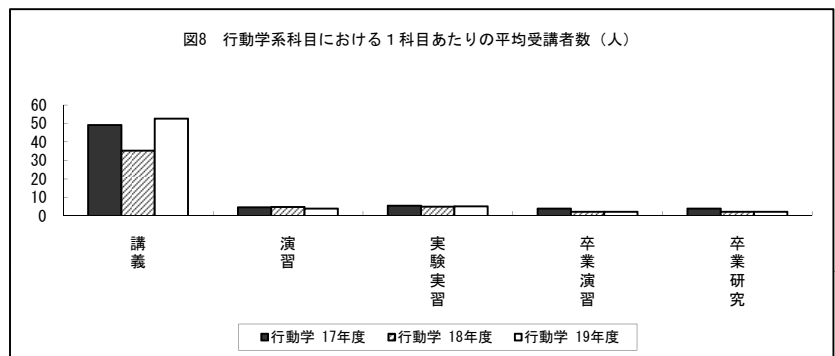 図8　行動学系科目における１科目あたりの平均受講者数（人）
60
50
40
30
20
10
0
講義
演習
実験実習
卒業演習
卒業研究
■行動学 17年度 行動学 18年度 □行動学 19年度